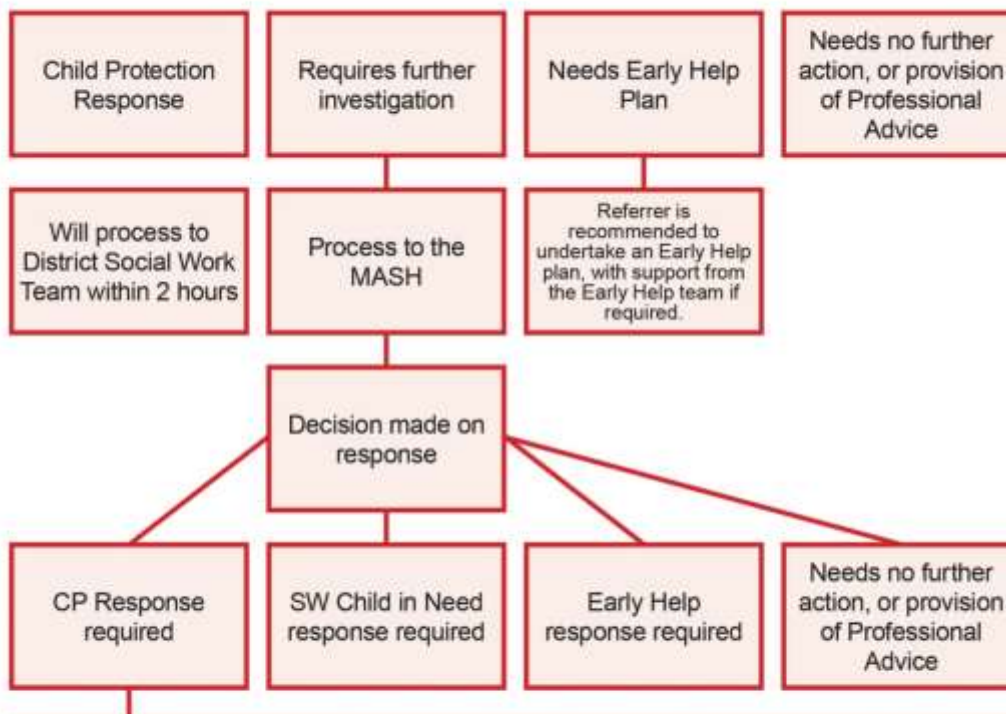 Child Protection
Response
Requires further
investigation
Needs Early Help
Plan
Needs no further
action, or provision
of Professional
Advice
Will process to
District Social Work
Team within 2 hours
Process to the
MASH
Referrer is
recommended to
undertake an Early Help
plan, with support from
the Early Help team if
required.
Decision made on
response
CP Response
required
SW Child in Need
response required
Early Help
response required
Needs no further
action, or provision
of Professional
Advice